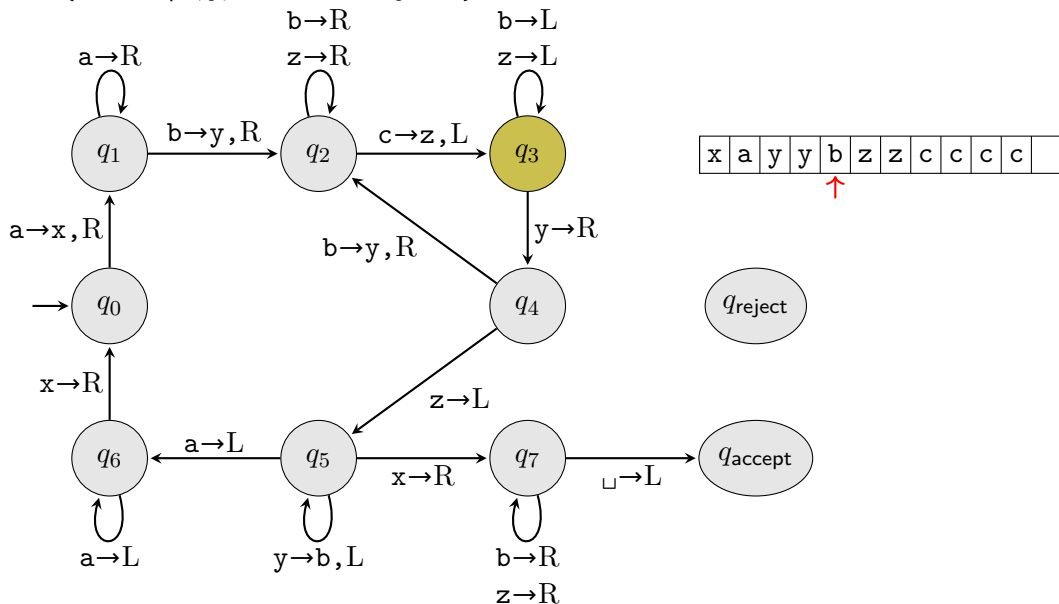 b→R
b→L
a→R
z→R
z→L
q1
b→y,R
q2
c→z,L
q3
x a y y b z z c c c c
↑
a→x,R
b→y,R
y→R
q0
q4
qreject
x→R
z→L
q6
a→L
q5
x→R
q7
␣→L
qaccept
a→L
y→b,L
b→R
z→R